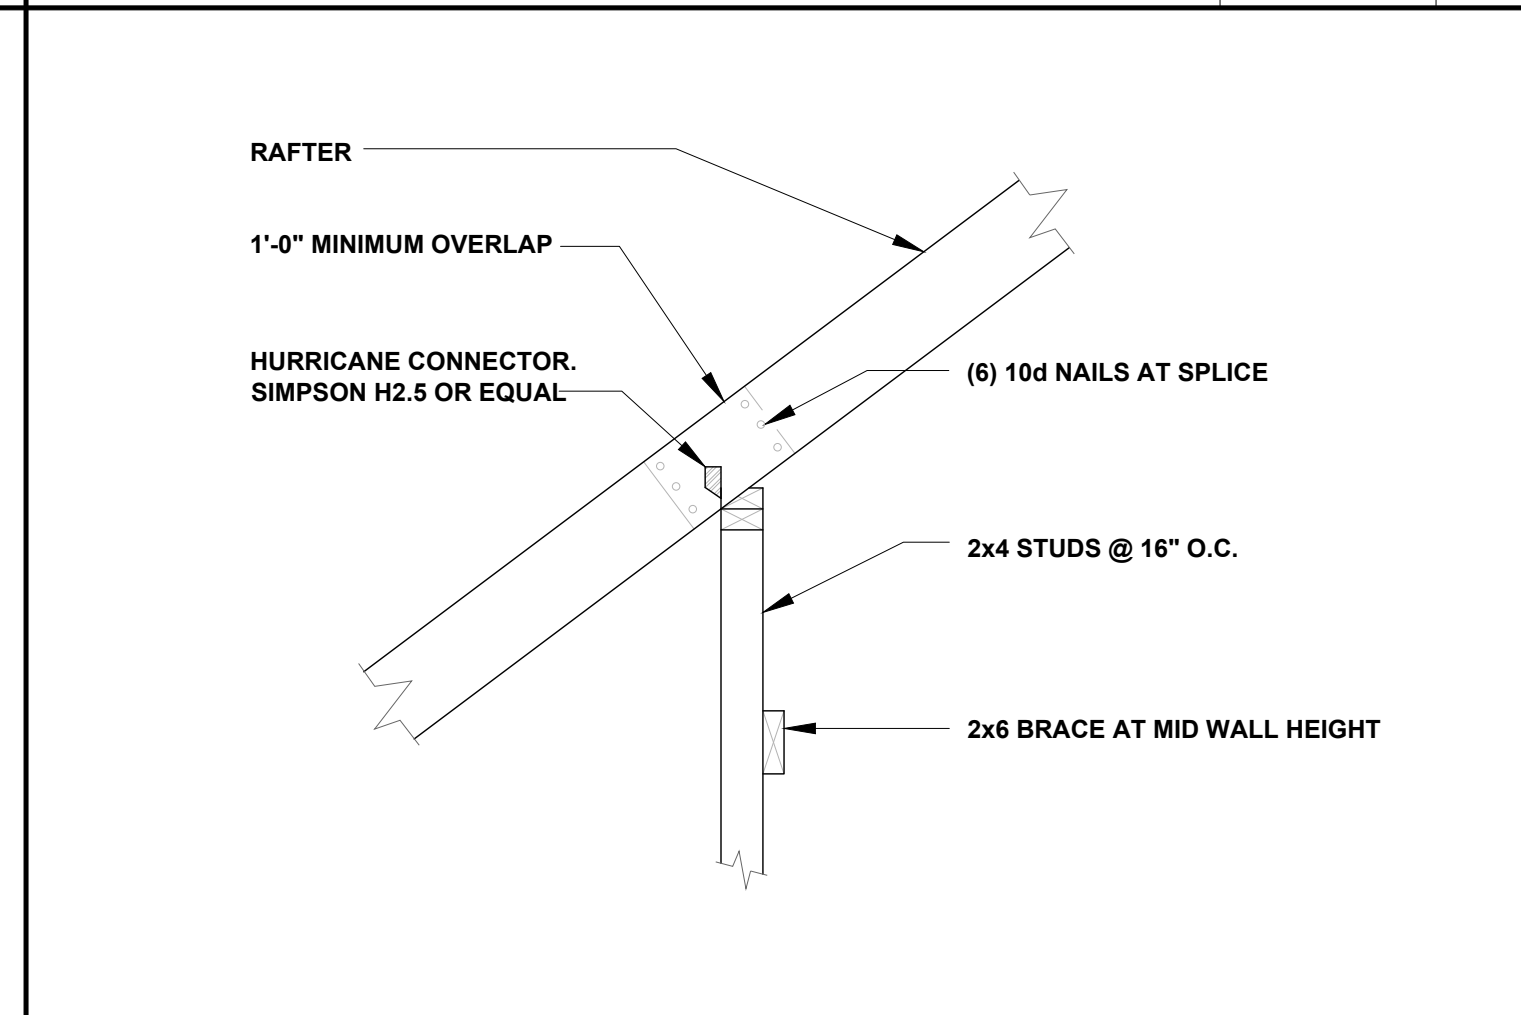 RAFTER
1'-0" MINIMUM OVERLAP
HURRICANE CONNECTOR.
SIMPSON H2.5 OR EQUAL
(6) 10d NAILS AT SPLICE
2x4 STUDS @ 16" O.C.
2x6 BRACE AT MID WALL HEIGHT